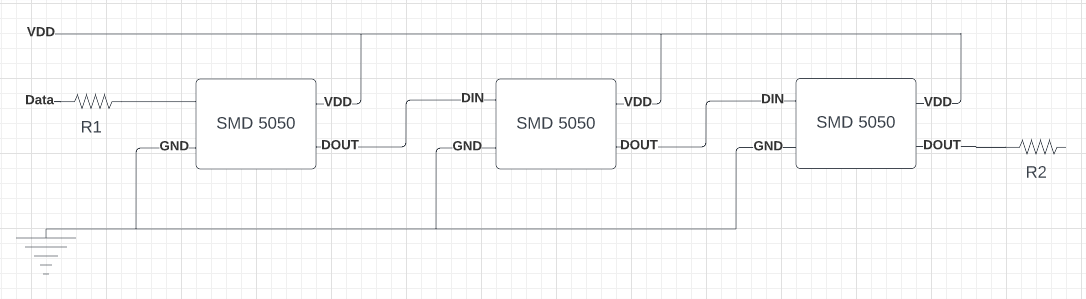 VDD
Data
R1
SMD 5050
VDD
GND
DOUT
DIN
SMD 5050
VDD
GND
DOUT
DIN
SMD 5050
VDD
GND
DOUT
R2